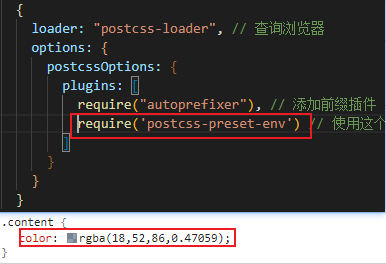 {
loader: "postcss-loader", // 查询浏览器
options: {
postcssOptions: {
plugins: [
require("autoprefixer"), // 添加前缀插件
require('postcss-preset-env') // 使用这个
]
}
}
}
.content {
color: rgba(18,52,86,0.47059);
}